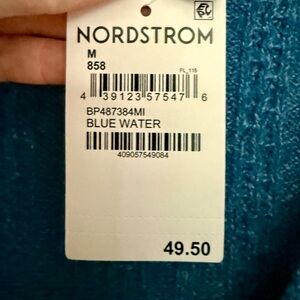 NORDSTROM
M
858
FL_115
4 39123 57547 6
BP487384MI
BLUE WATER
409057549084
49.50